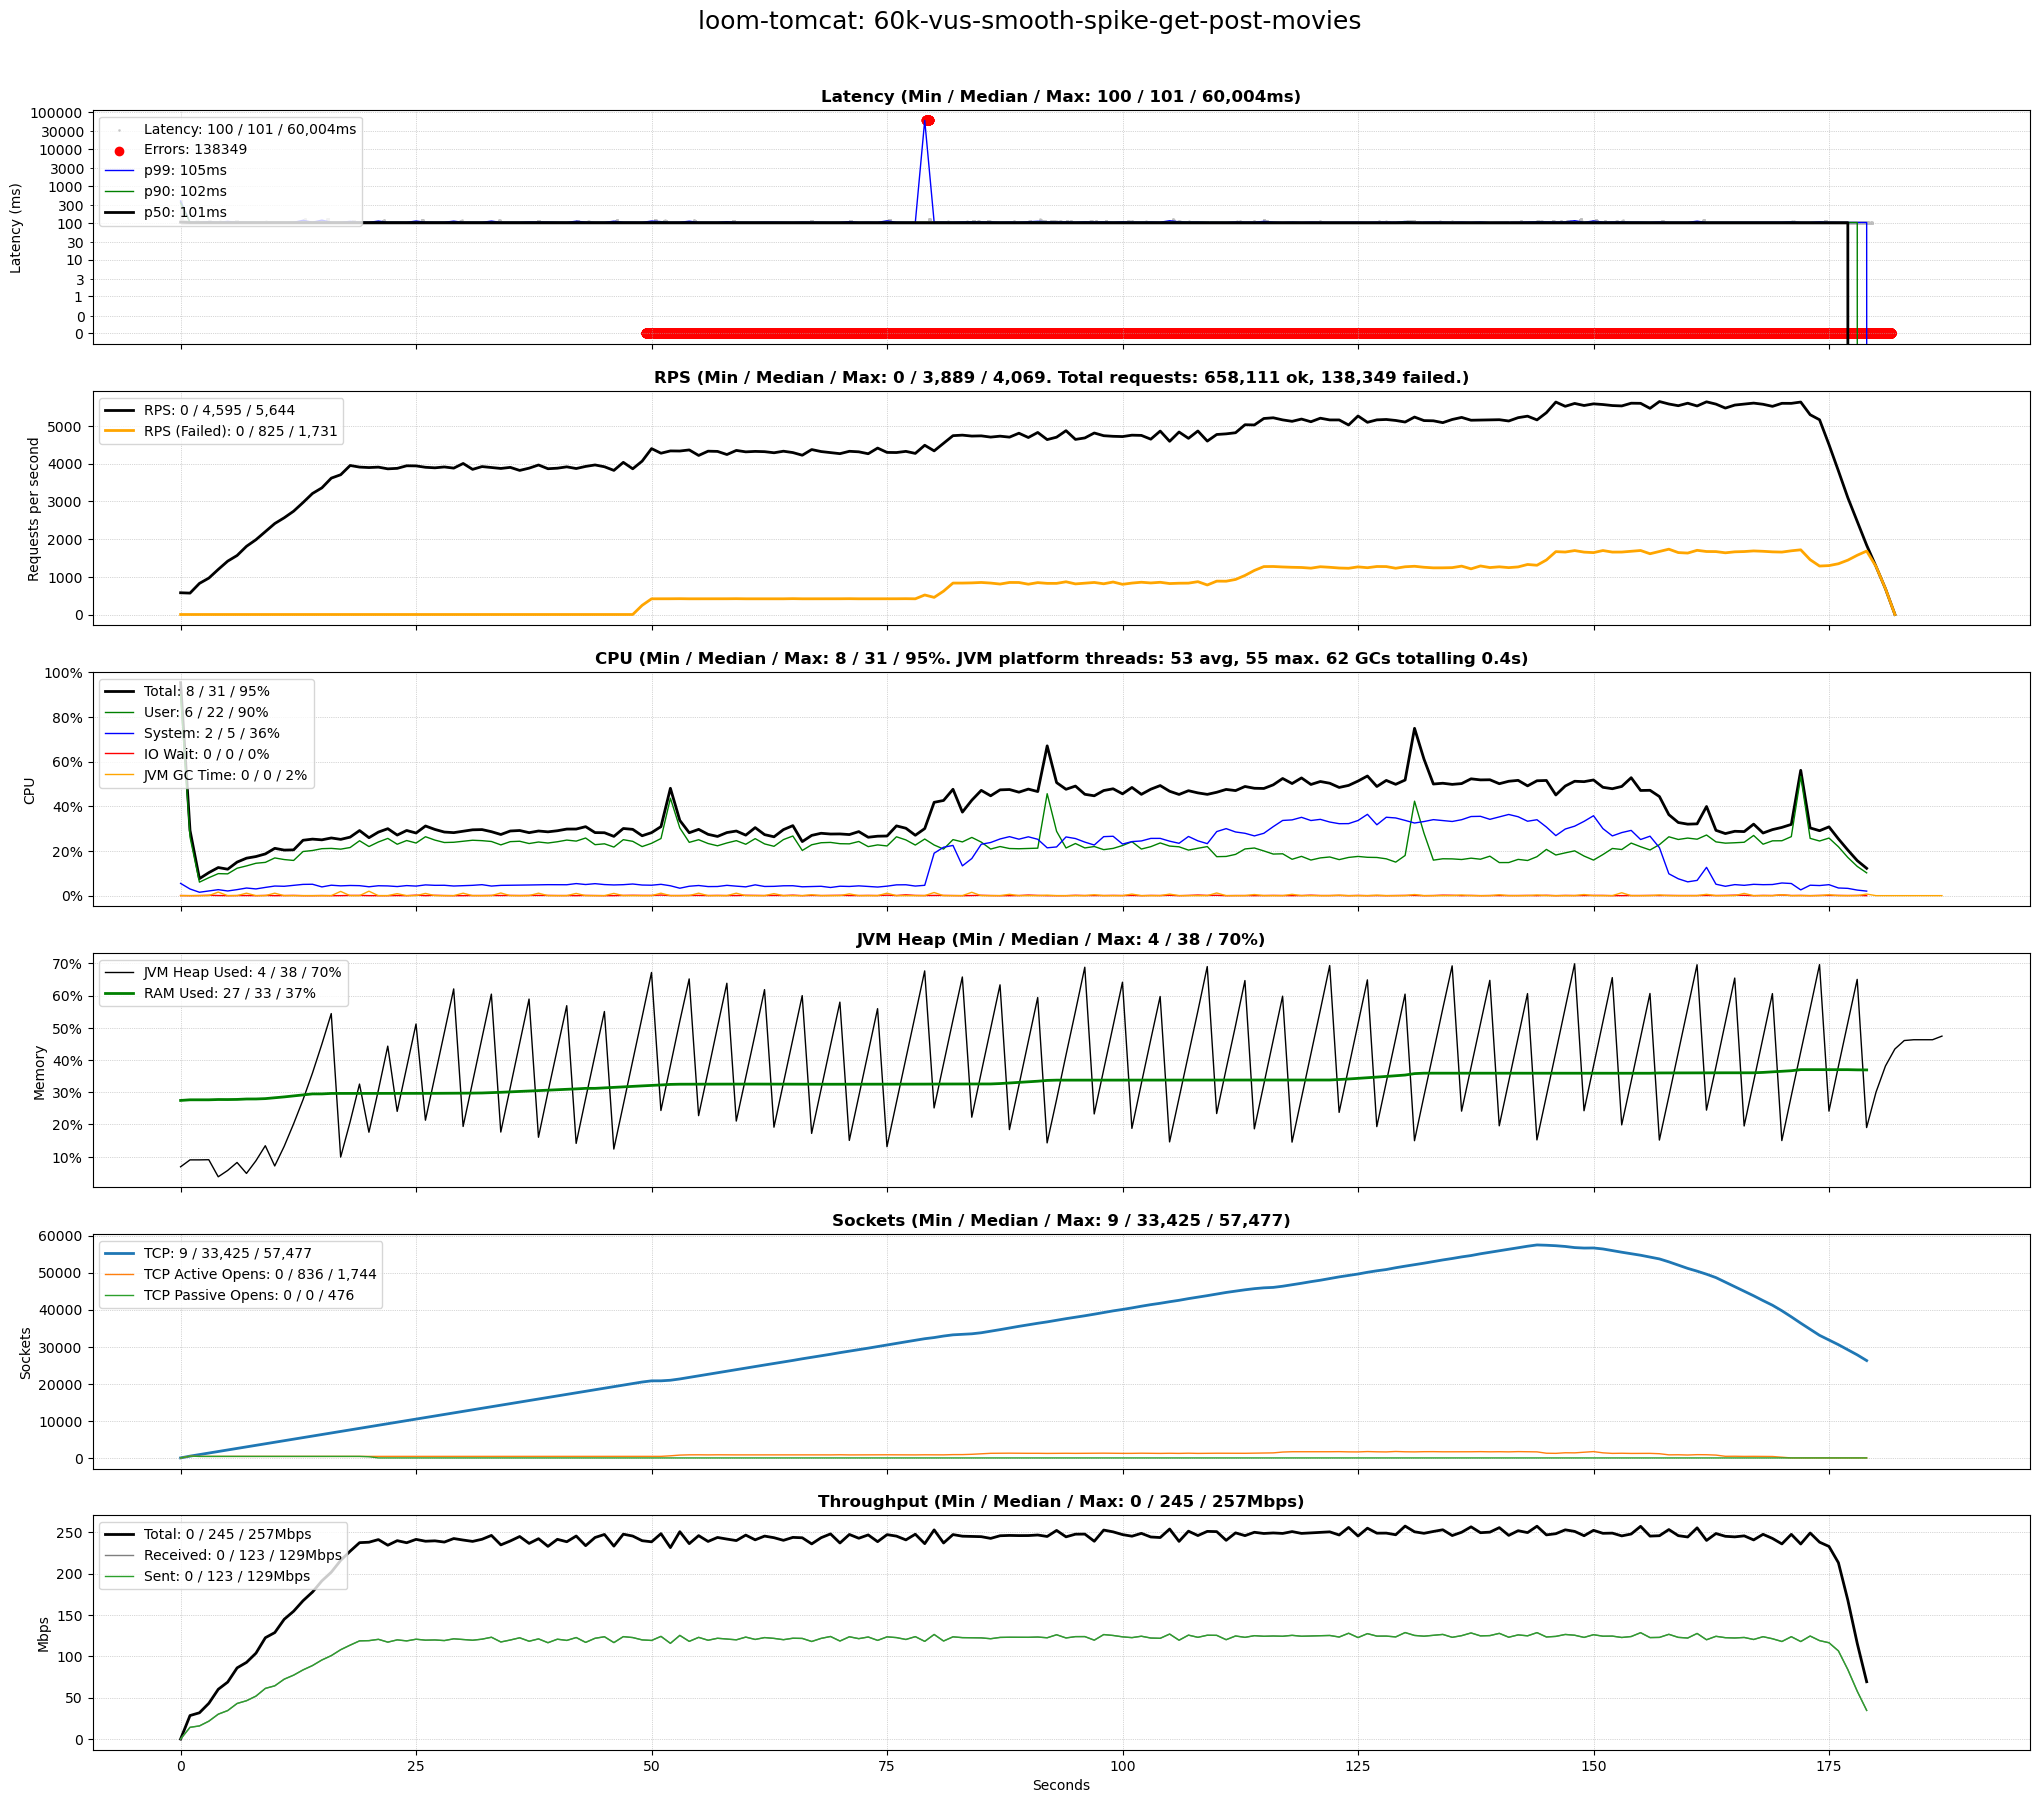 loom-tomcat: 60k-vus-smooth-spike-get-post-movies
Latency (Min / Median / Max: 100 / 101 / 60,004ms)
Latency (ms)
100000
30000
10000
3000
1000
300
100
30
10
3
1
0
0
Latency: 100 / 101 / 60,004ms
Errors: 138349
p99: 105ms
p90: 102ms
p50: 101ms
RPS (Min / Median / Max: 0 / 3,889 / 4,069. Total requests: 658,111 ok, 138,349 failed.)
Requests per second
5000
4000
3000
2000
1000
0
RPS: 0 / 4,595 / 5,644
RPS (Failed): 0 / 825 / 1,731
CPU (Min / Median / Max: 8 / 31 / 95%. JVM platform threads: 53 avg, 55 max. 62 GCs totalling 0.4s)
CPU
100%
80%
60%
40%
20%
0%
Total: 8 / 31 / 95%
User: 6 / 22 / 90%
System: 2 / 5 / 36%
IO Wait: 0 / 0 / 0%
JVM GC Time: 0 / 0 / 2%
JVM Heap (Min / Median / Max: 4 / 38 / 70%)
Memory
70%
60%
50%
40%
30%
20%
10%
JVM Heap Used: 4 / 38 / 70%
RAM Used: 27 / 33 / 37%
Sockets (Min / Median / Max: 9 / 33,425 / 57,477)
Sockets
60000
50000
40000
30000
20000
10000
0
TCP: 9 / 33,425 / 57,477
TCP Active Opens: 0 / 836 / 1,744
TCP Passive Opens: 0 / 0 / 476
Throughput (Min / Median / Max: 0 / 245 / 257Mbps)
Mbps
250
200
150
100
50
0
Total: 0 / 245 / 257Mbps
Received: 0 / 123 / 129Mbps
Sent: 0 / 123 / 129Mbps
0 25 50 75 100 125 150 175
Seconds